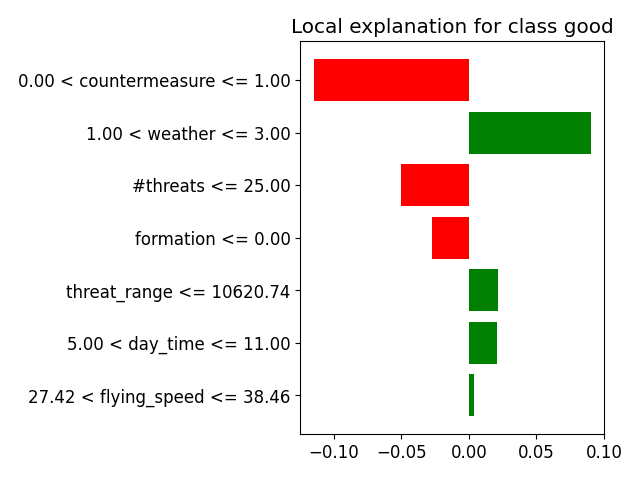 Local explanation for class good
0.00 < countermeasure <= 1.00
1.00 < weather <= 3.00
#threats <= 25.00
formation <= 0.00
threat_range <= 10620.74
5.00 < day_time <= 11.00
27.42 < flying_speed <= 38.46
−0.10 −0.05 0.00 0.05 0.10